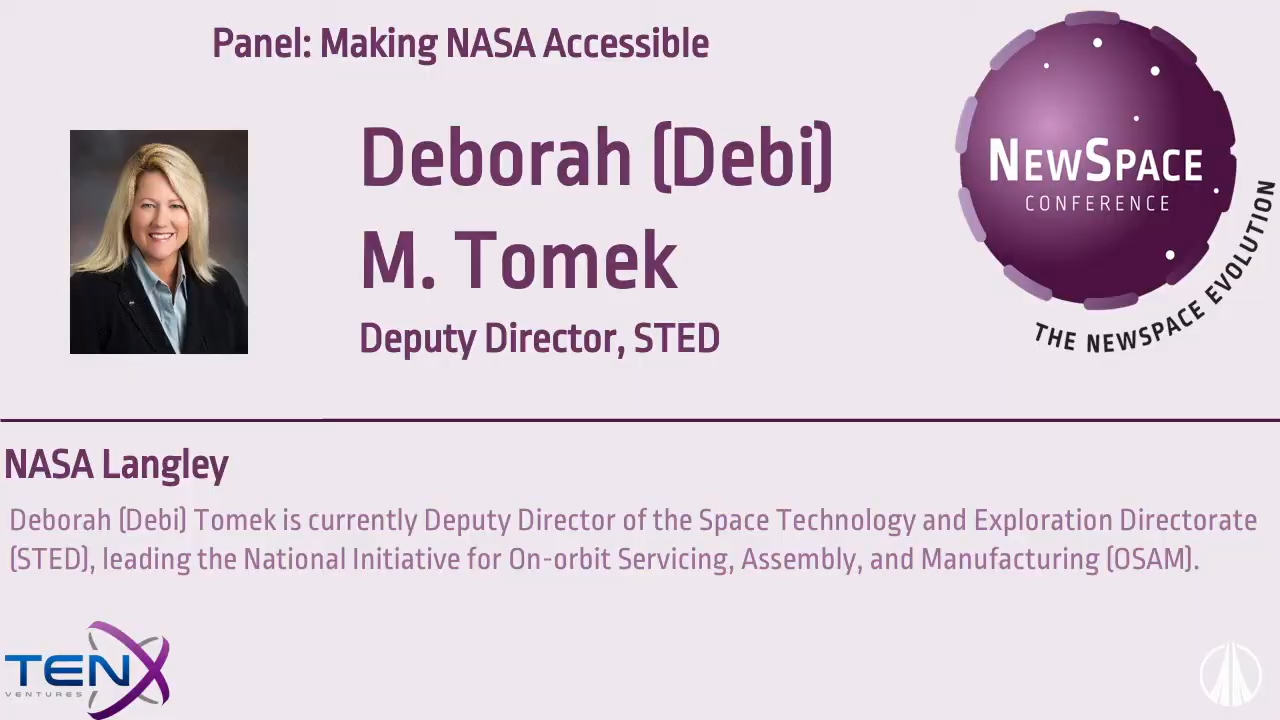 Panel: Making NASA Accessible
Deborah (Debi)
M. Tomek
Deputy Director, STED
NEWSPACE
CONFERENCE
THE NEWSPACE EVOLUTION
NASA Langley
Deborah (Debi) Tomek is currently Deputy Director of the Space Technology and Exploration Directorate
(STED), leading the National Initiative for On-orbit Servicing, Assembly, and Manufacturing (OSAM).
TENX
VENTURES